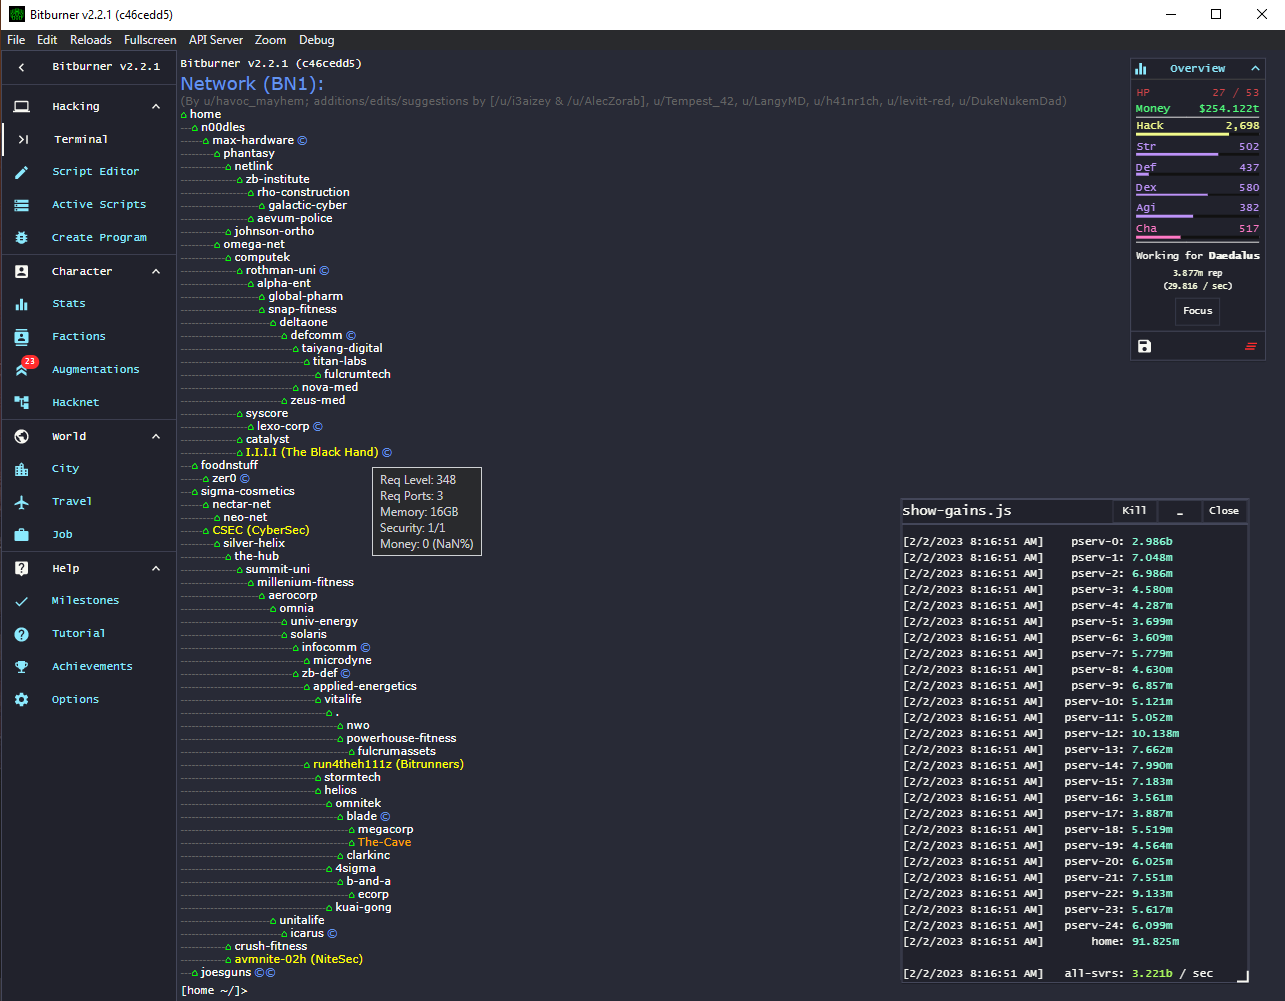 Bitburner v2.2.1 (c46cedd5)
File Edit Reloads Fullscreen API Server Zoom Debug
Bitburner v2.2.1
Hacking
Terminal
Script Editor
Active Scripts
Create Program
Character
Stats
Factions
23
Augmentations
Hacknet
World
City
Travel
Job
Help
Milestones
Tutorial
Achievements
Options
Bitburner v2.2.1 (c46cedd5)
Network (BN1):
(By u/havoc_mayhem; additions/edits/suggestions by [/u/i3aizey & /u/AlecZorab], u/Tempest_42, u/LangyMD, u/h41nr1ch, u/levitt-red, u/DukeNukemDad)
home
n00dles
max-hardware ©
phantasy
netlink
zb-institute
rho-construction
galactic-cyber
aevum-police
johnson-ortho
omega-net
computek
rothman-uni ©
alpha-ent
global-pharm
snap-fitness
deltaone
defcomm ©
taiyang-digital
titan-labs
fulcrumtech
nova-med
zeus-med
syscore
lexo-corp ©
catalyst
I.I.I.I (The Black Hand) ©
foodnstuff
zer0 ©
sigma-cosmetics
nectar-net
neo-net
CSEC (CyberSec)
silver-helix
the-hub
summit-uni
millenium-fitness
aerocorp
omnia
univ-energy
solaris
infocomm ©
microdyne
zb-def ©
applied-energetics
vitalife
.
nwo
powerhouse-fitness
fulcrumassets
run4theh111z (Bitrunners)
stormtech
helios
omnitek
blade ©
megacorp
The-Cave
clarkinc
4sigma
b-and-a
ecorp
kuai-gong
unitalife
icarus ©
crush-fitness
avmnite-02h (NiteSec)
joesguns ©©
[home ~/]>
Req Level: 348
Req Ports: 3
Memory: 16GB
Security: 1/1
Money: 0 (NaN%)
Overview
HP 27 / 53
Money $254.122t
Hack 2,698
Str 502
Def 437
Dex 580
Agi 382
Cha 517
Working for Daedalus
3.877m rep
(29.816 / sec)
Focus
show-gains.js Kill _ Close
[2/2/2023 8:16:51 AM] pserv-0: 2.986b
[2/2/2023 8:16:51 AM] pserv-1: 7.048m
[2/2/2023 8:16:51 AM] pserv-2: 6.986m
[2/2/2023 8:16:51 AM] pserv-3: 4.580m
[2/2/2023 8:16:51 AM] pserv-4: 4.287m
[2/2/2023 8:16:51 AM] pserv-5: 3.699m
[2/2/2023 8:16:51 AM] pserv-6: 3.609m
[2/2/2023 8:16:51 AM] pserv-7: 5.779m
[2/2/2023 8:16:51 AM] pserv-8: 4.630m
[2/2/2023 8:16:51 AM] pserv-9: 6.857m
[2/2/2023 8:16:51 AM] pserv-10: 5.121m
[2/2/2023 8:16:51 AM] pserv-11: 5.052m
[2/2/2023 8:16:51 AM] pserv-12: 10.138m
[2/2/2023 8:16:51 AM] pserv-13: 7.662m
[2/2/2023 8:16:51 AM] pserv-14: 7.990m
[2/2/2023 8:16:51 AM] pserv-15: 7.183m
[2/2/2023 8:16:51 AM] pserv-16: 3.561m
[2/2/2023 8:16:51 AM] pserv-17: 3.887m
[2/2/2023 8:16:51 AM] pserv-18: 5.519m
[2/2/2023 8:16:51 AM] pserv-19: 4.564m
[2/2/2023 8:16:51 AM] pserv-20: 6.025m
[2/2/2023 8:16:51 AM] pserv-21: 7.551m
[2/2/2023 8:16:51 AM] pserv-22: 9.133m
[2/2/2023 8:16:51 AM] pserv-23: 5.617m
[2/2/2023 8:16:51 AM] pserv-24: 6.099m
[2/2/2023 8:16:51 AM] home: 91.825m
[2/2/2023 8:16:51 AM] all-svrs: 3.221b / sec